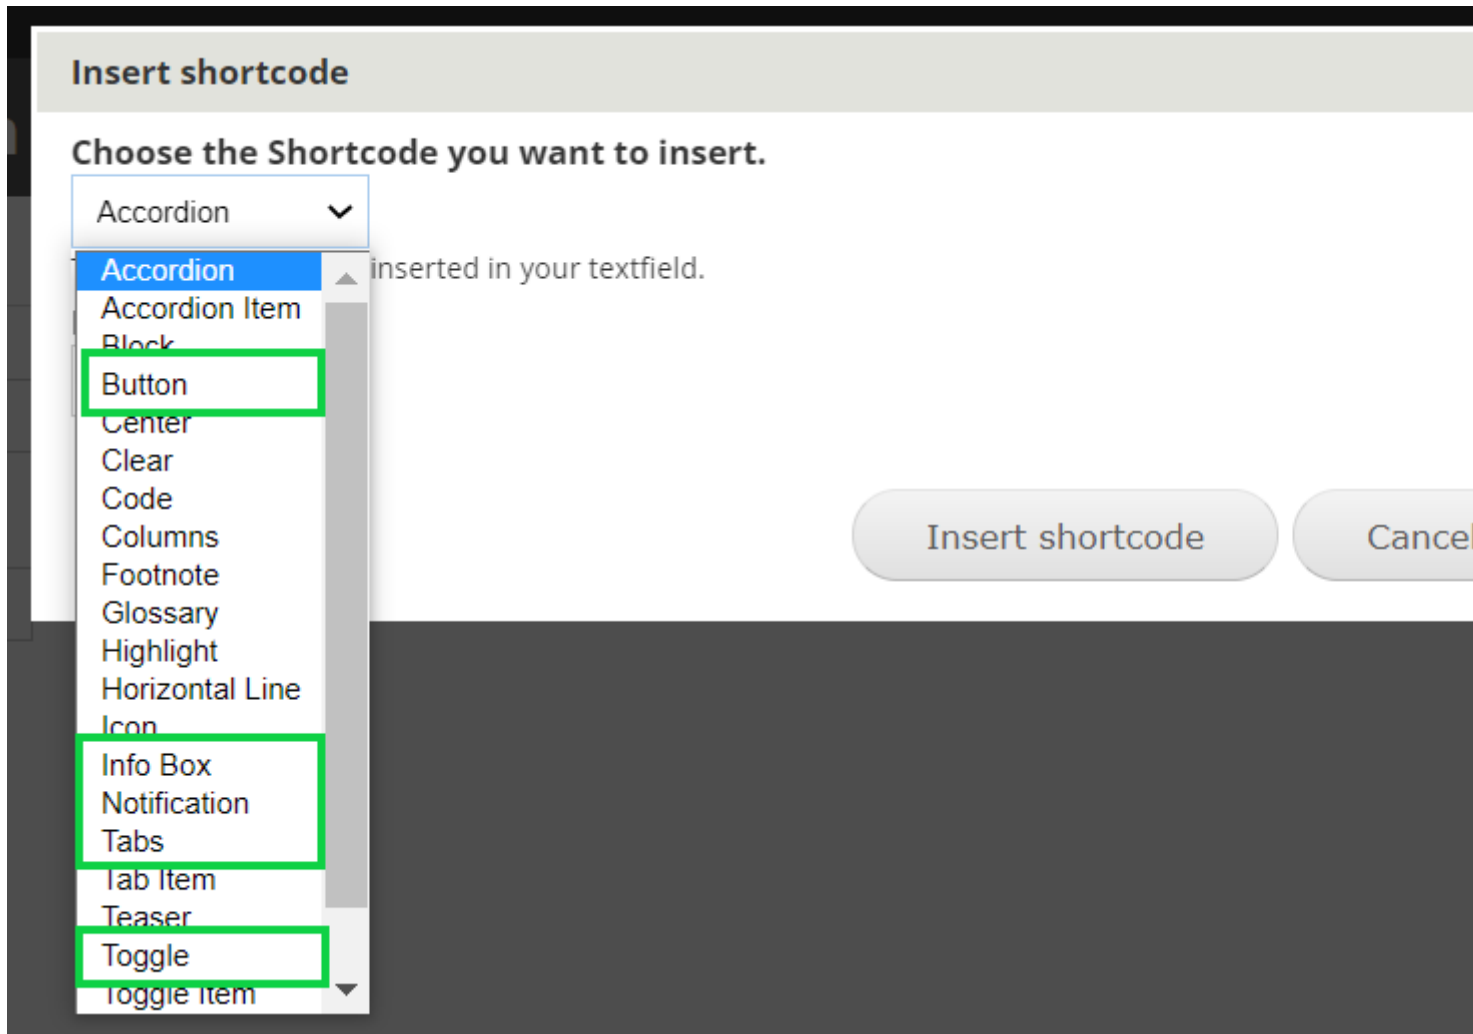 Insert shortcode
Choose the Shortcode you want to insert.
Accordion
inserted in your textfield.
Accordion
Accordion Item
Block
Button
Center
Clear
Code
Columns
Footnote
Glossary
Highlight
Horizontal Line
Icon
Info Box
Notification
Tabs
Tab Item
Teaser
Toggle
Toggle Item
Insert shortcode
Cancel